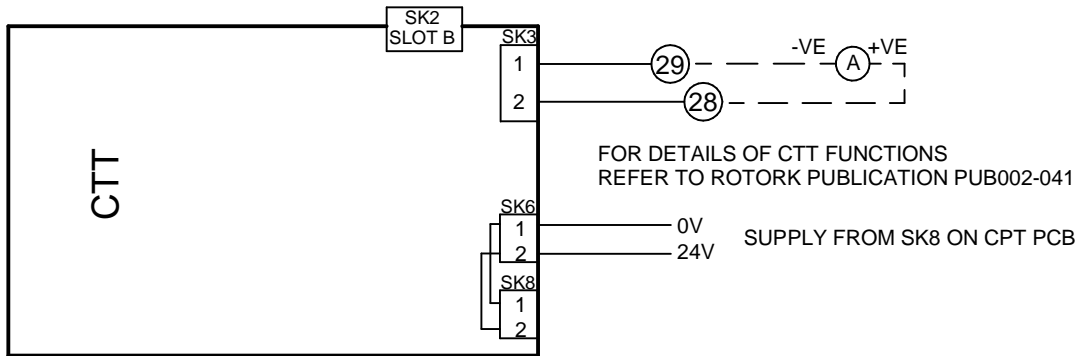 SK2
SLOT B
SK3
1
29
-VE
A
+VE
2
28
CTT
FOR DETAILS OF CTT FUNCTIONS
REFER TO ROTORK PUBLICATION PUB002-041
SK6
1
0V
2
24V
SUPPLY FROM SK8 ON CPT PCB
SK8
1
2